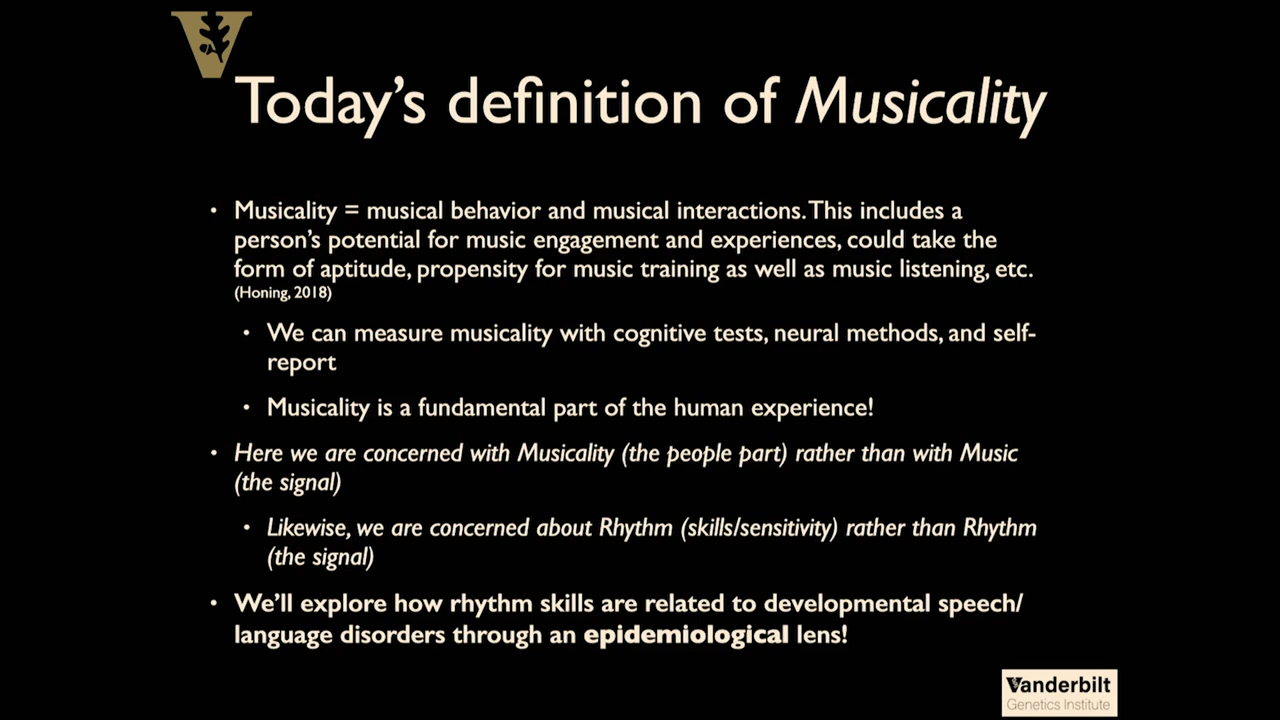 Today's definition of Musicality
• Musicality = musical behavior and musical interactions. This includes a
person's potential for music engagement and experiences, could take the
form of aptitude, propensity for music training as well as music listening, etc.
(Honing, 2018)
• We can measure musicality with cognitive tests, neural methods, and self-
report
• Musicality is a fundamental part of the human experience!
• Here we are concerned with Musicality (the people part) rather than with Music
(the signal)
• Likewise, we are concerned about Rhythm (skills/sensitivity) rather than Rhythm
(the signal)
• We'll explore how rhythm skills are related to developmental speech/
language disorders through an epidemiological lens!
Vanderbilt
Genetics Institute